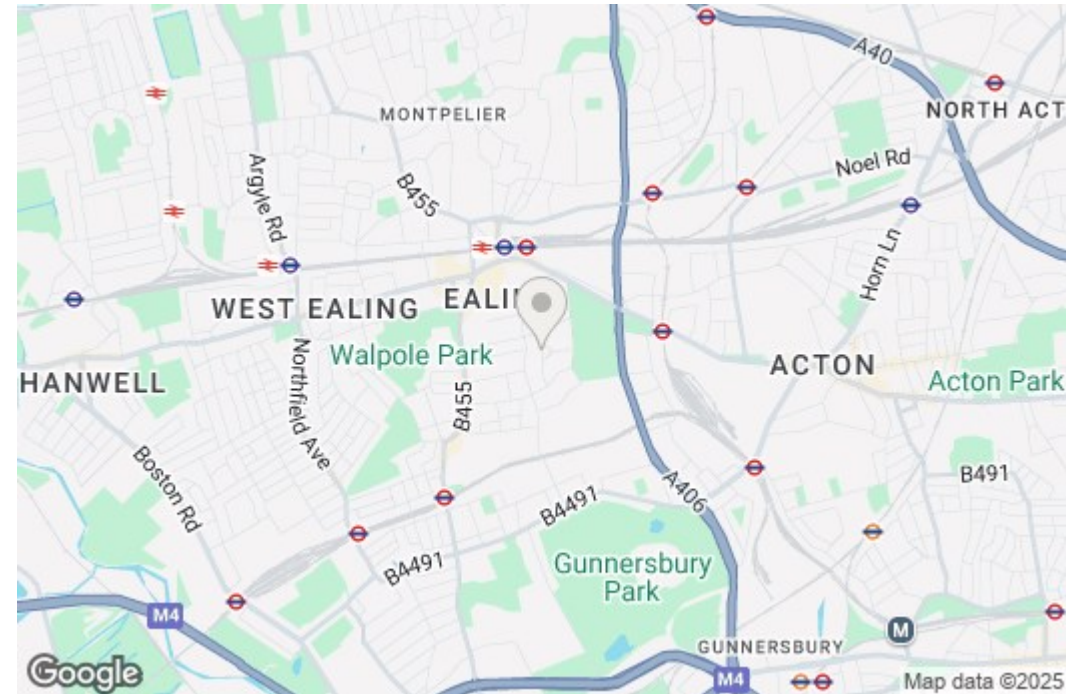 A40
NORTH ACT
MONTPELIER
Noel Rd
Argyle Rd
B455
Horn Ln
WEST EALING
EALI
Walpole Park
ACTON
Acton Park
HANWELL
Northfield Ave
B455
Boston Rd
B491
A406
B4491
B4491
Gunnersbury
Park
M4
M
GUNNERSBURY
M4
Google
Map data ©2025